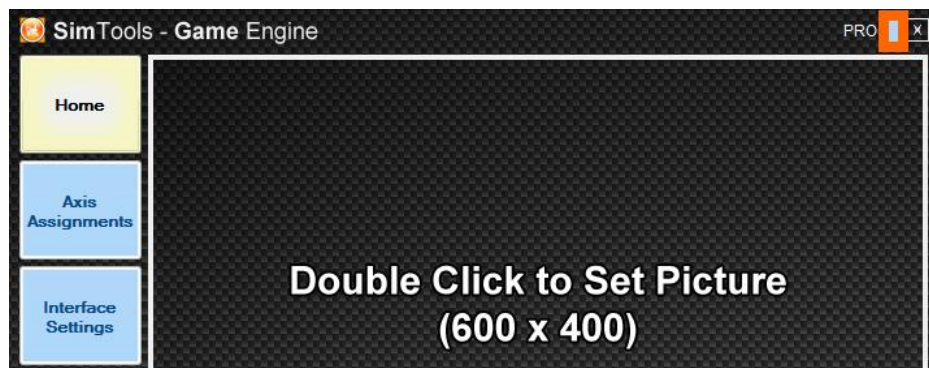 SimTools - Game Engine
PRO
X
Home
Axis
Assignments
Interface
Settings
Double Click to Set Picture
(600 x 400)